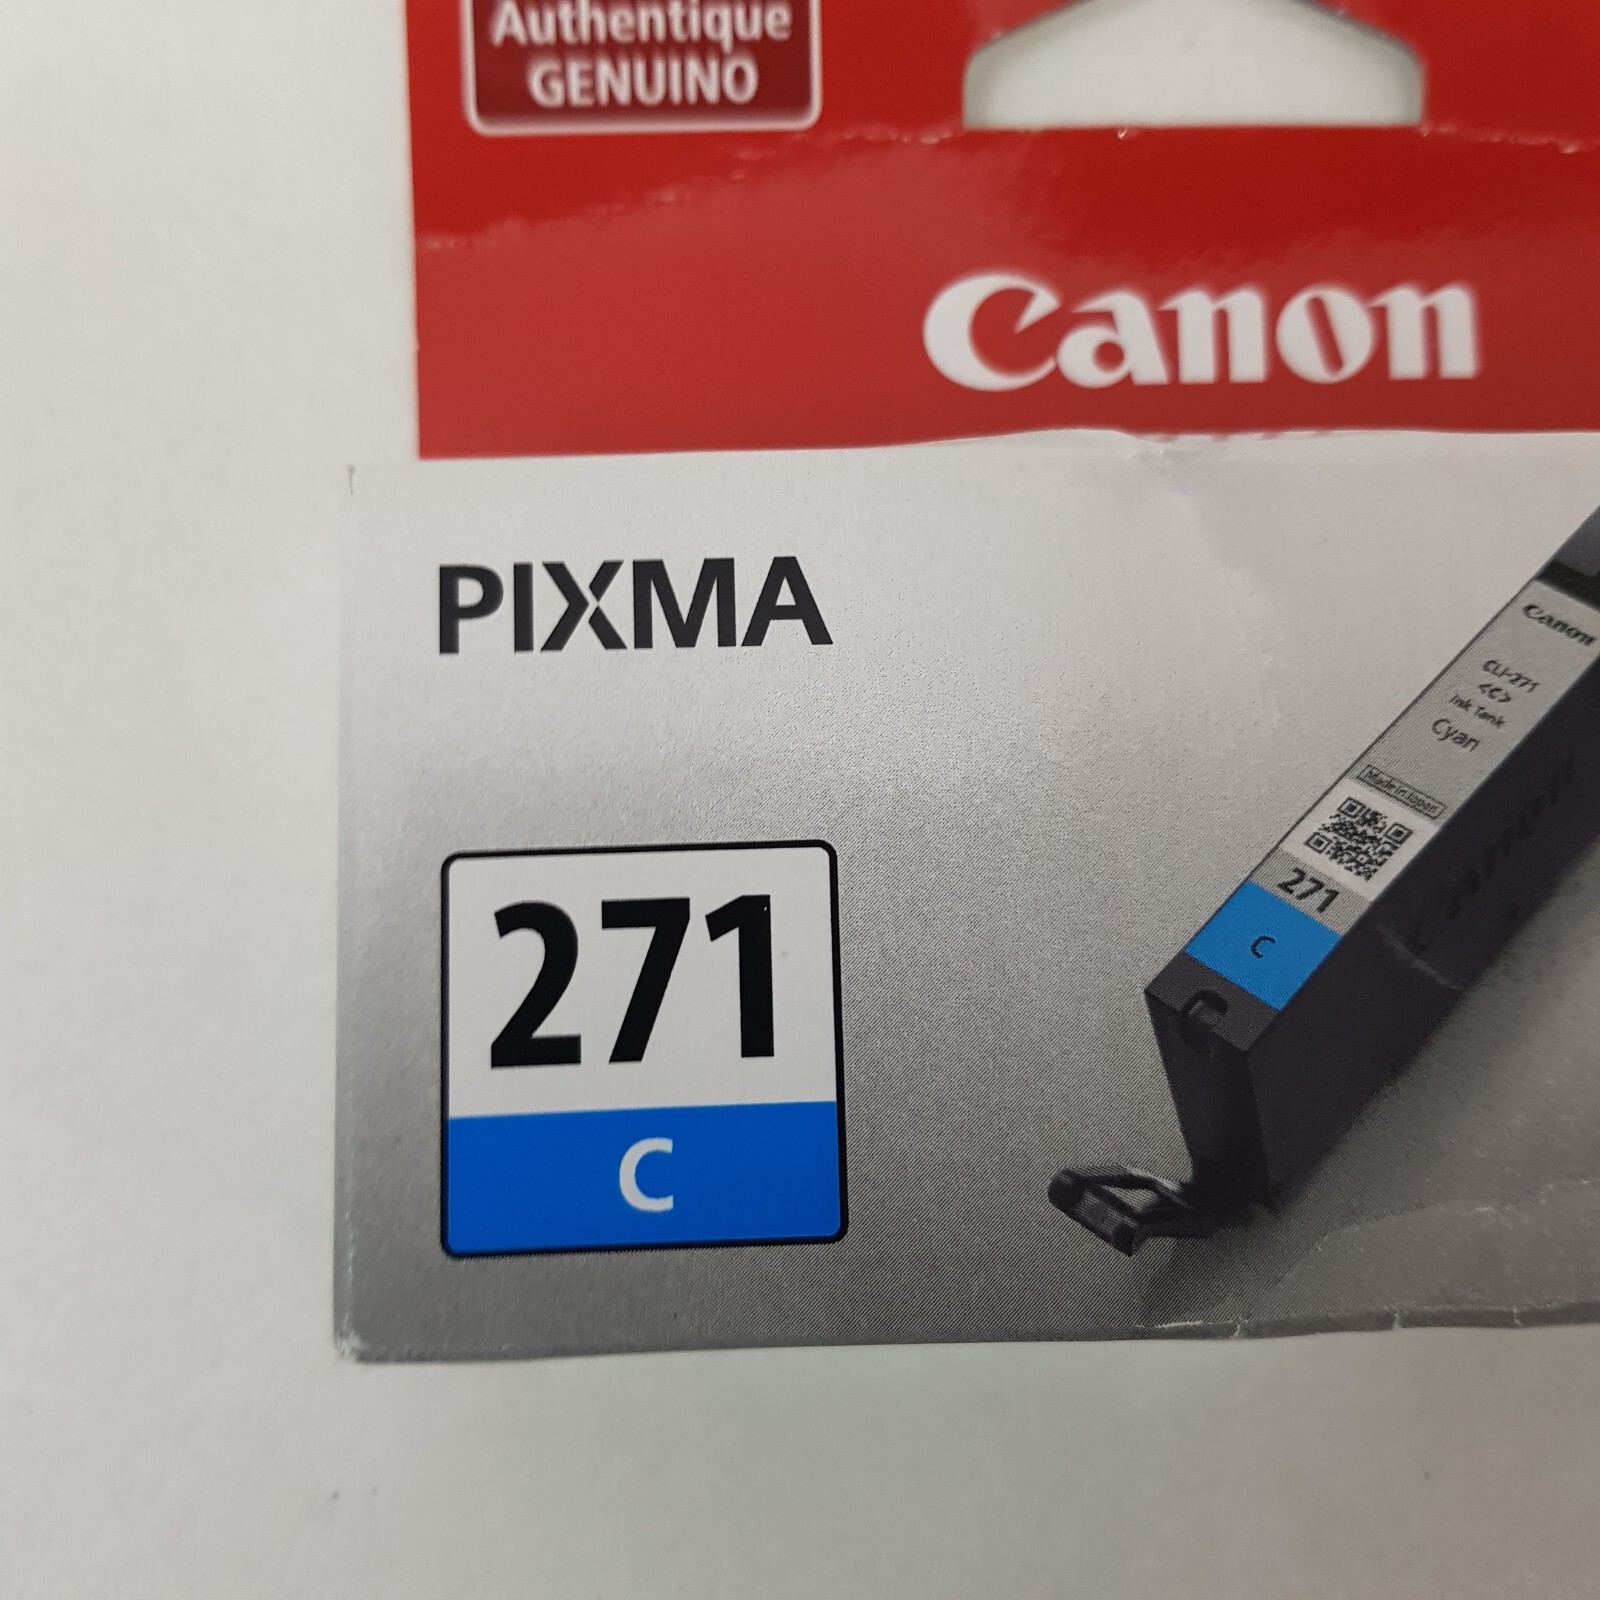 Authentique
GENUINO
Canon
PIXMA
271
C
Canon
CLI-271
<C>
Ink Tank
Cyan
Made in Japan
271
C